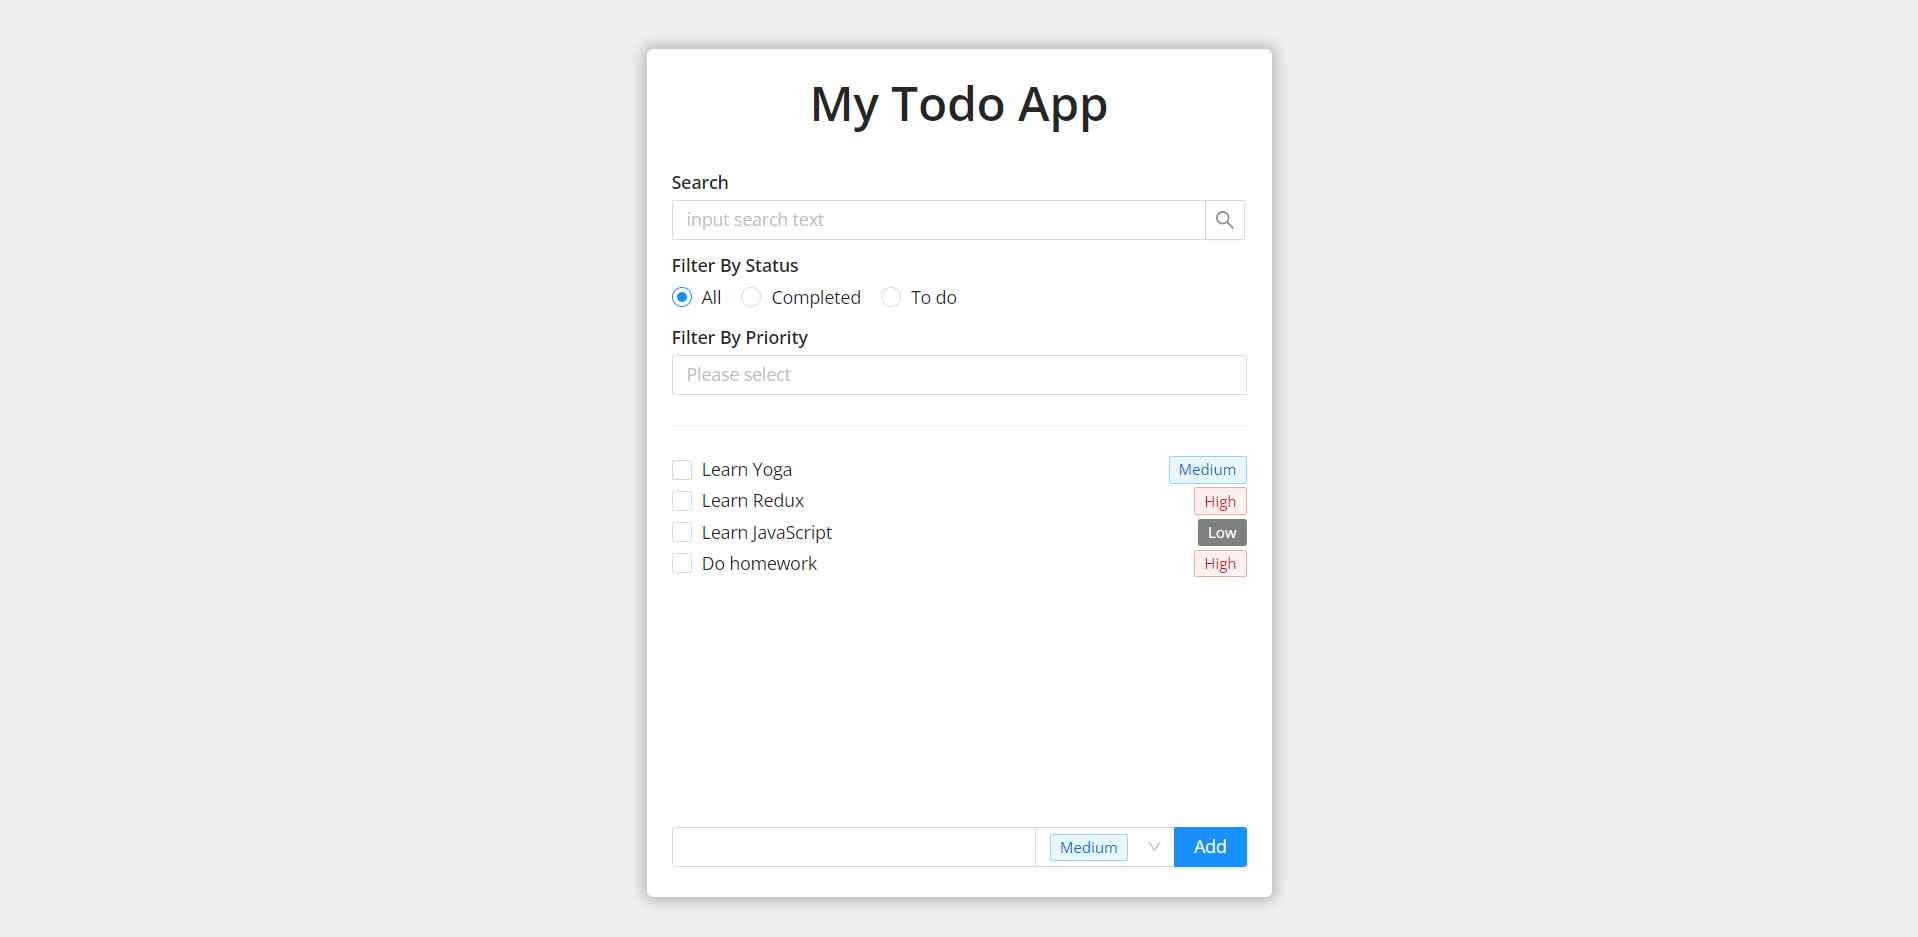 My Todo App
Search
input search text
Filter By Status
All Completed To do
Filter By Priority
Please select
Learn Yoga Medium
Learn Redux High
Learn JavaScript Low
Do homework High
Medium Add